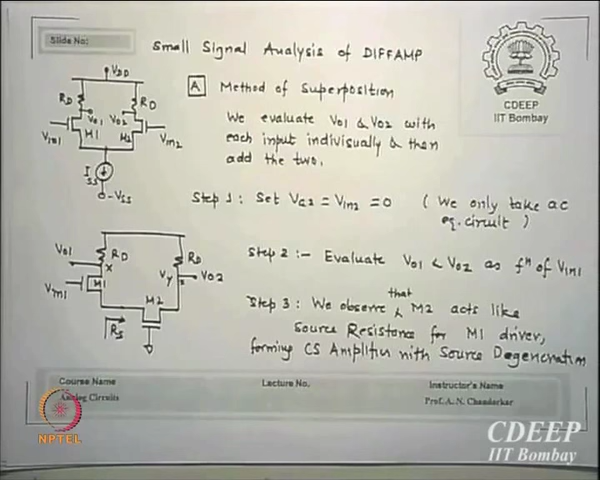 Slide No:
Small Signal Analysis of DIFFAMP
CDEEP
IIT Bombay
VDD
RD
RD
VO1
VO2
M1
M2
Vin1
Vin2
ISS
-VSS
A Method of Superposition
We evaluate VO1 & VO2 with
each input indivisually & then
add the two.
Step 1: Set VG2 = Vin2 = 0 (We only take ac
eq. circuit)
VO1
RD
X
M1
Vin1
RS
M2
RD
Vy
VO2
Step 2:- Evaluate VO1 & VO2 as fn of Vin1
Step 3: We observe that M2 acts like
Source Resistance for M1 driver,
forming CS Amplifier with Source Degeneration
Course Name
Analog Circuits
Lecture No.
Instructor's Name
Prof. A. N. Chandorkar
NPTEL
CDEEP
IIT Bombay